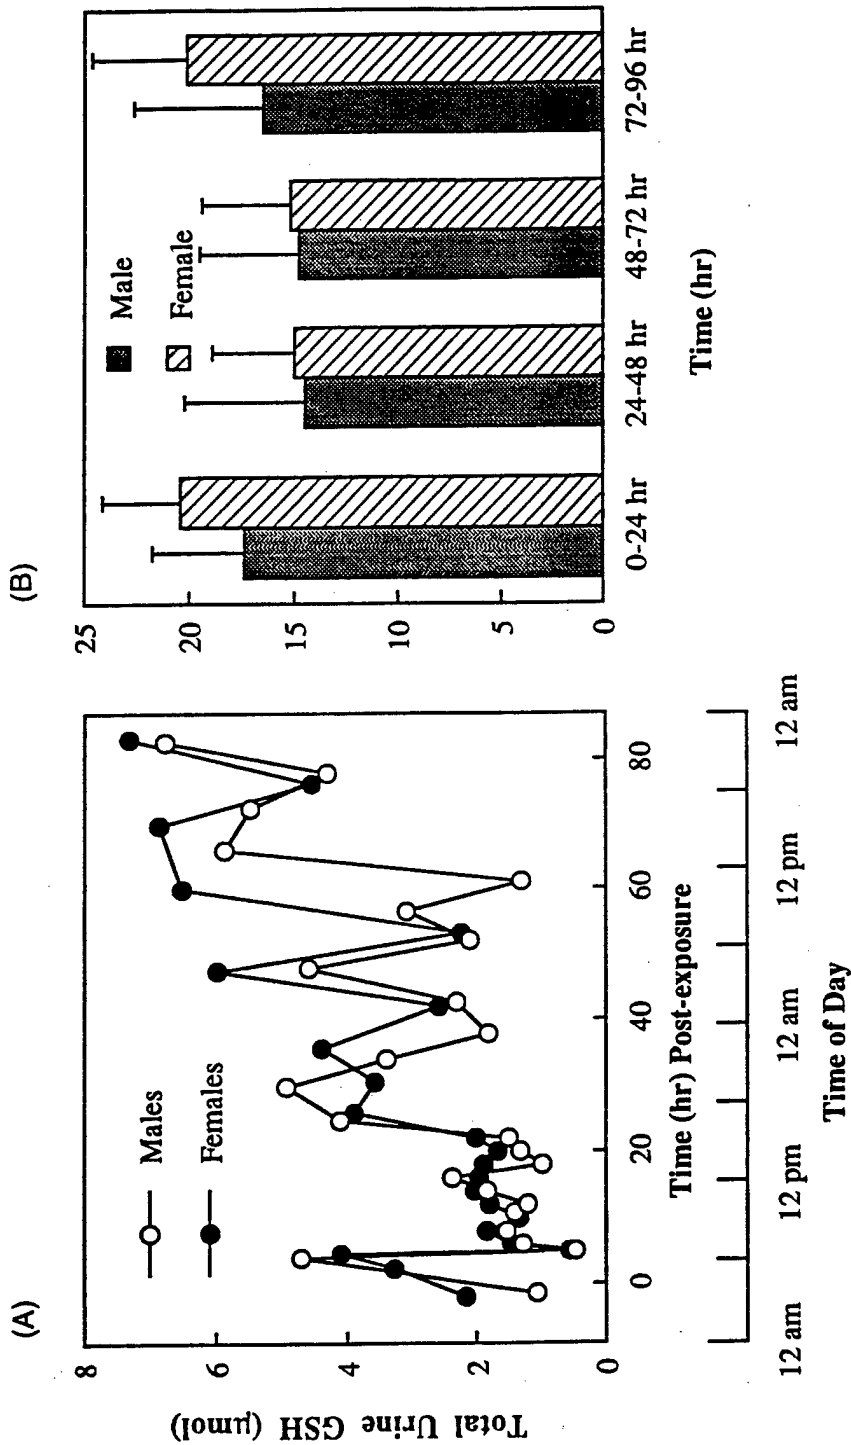 (A)
Total Urine GSH (µmol)
8
6
4
2
0
Males
Females
0
20
40
60
80
Time (hr) Post-exposure
12 am
12 pm
12 am
12 pm
12 am
Time of Day
(B)
25
20
15
10
5
0
Male
Female
0-24 hr
24-48 hr
48-72 hr
72-96 hr
Time (hr)